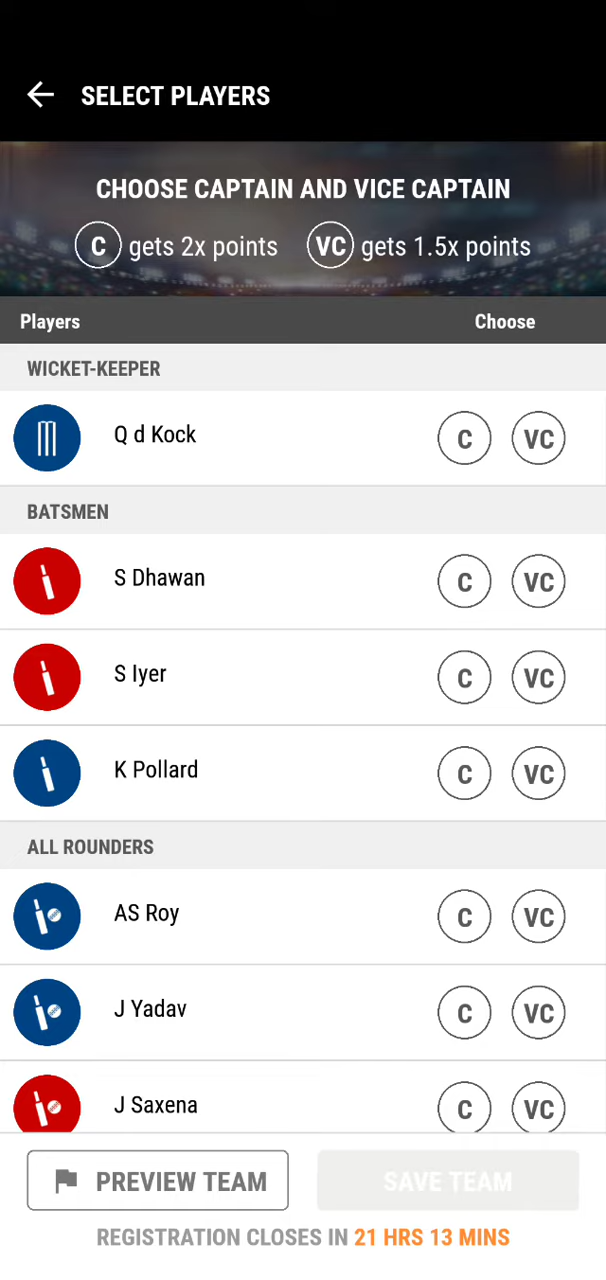 SELECT PLAYERS
CHOOSE CAPTAIN AND VICE CAPTAIN
C gets 2x points VC gets 1.5x points
Players Choose
WICKET-KEEPER
Q d Kock C VC
BATSMEN
S Dhawan C VC
S Iyer C VC
K Pollard C VC
ALL ROUNDERS
AS Roy C VC
J Yadav C VC
J Saxena C VC
PREVIEW TEAM SAVE TEAM
REGISTRATION CLOSES IN 21 HRS 13 MINS